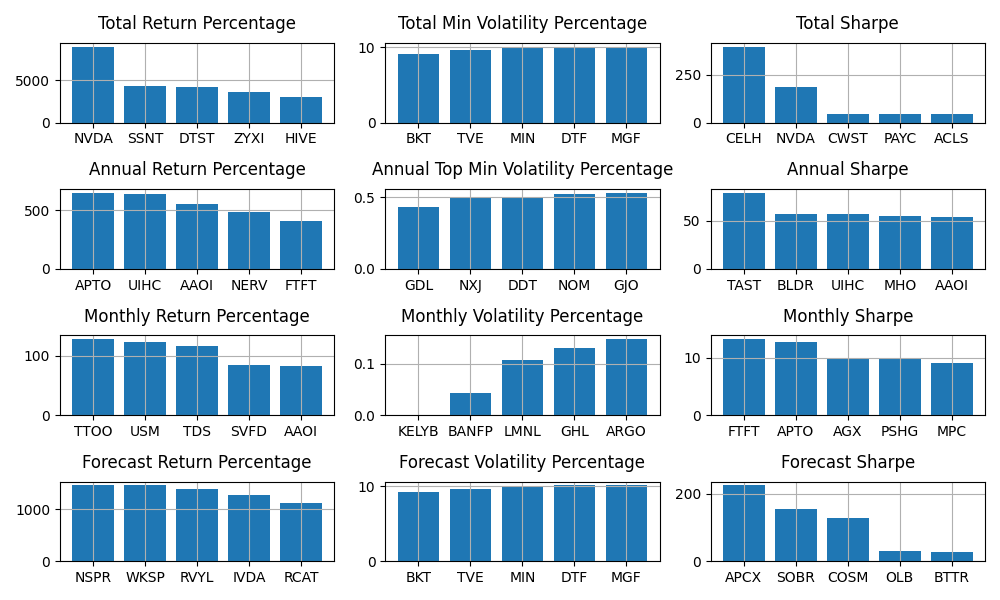 Total Return Percentage
5000
0
NVDA SSNT DTST ZYXI HIVE
Total Min Volatility Percentage
10
0
BKT TVE MIN DTF MGF
Total Sharpe
250
0
CELH NVDA CWST PAYC ACLS
Annual Return Percentage
500
0
APTO UIHC AAOI NERV FTFT
Annual Top Min Volatility Percentage
0.5
0.0
GDL NXJ DDT NOM GJO
Annual Sharpe
50
0
TAST BLDR UIHC MHO AAOI
Monthly Return Percentage
100
0
TTOO USM TDS SVFD AAOI
Monthly Volatility Percentage
0.1
0.0
KELYB BANFP LMNL GHL ARGO
Monthly Sharpe
10
0
FTFT APTO AGX PSHG MPC
Forecast Return Percentage
1000
0
NSPR WKSP RVYL IVDA RCAT
Forecast Volatility Percentage
10
0
BKT TVE MIN DTF MGF
Forecast Sharpe
200
0
APCX SOBR COSM OLB BTTR